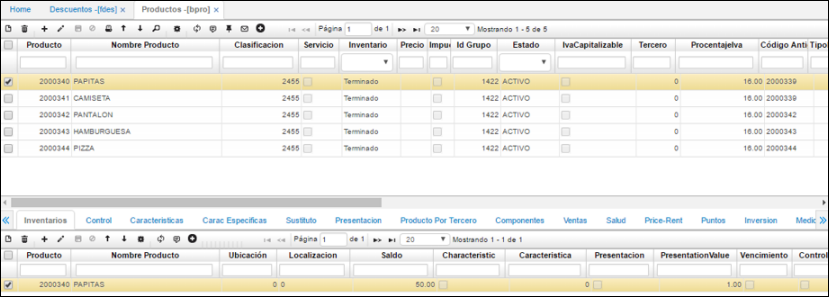 Home Descuentos -[fdes] x Productos -[bpro] x
Página 1 de 1 20 Mostrando 1 - 5 de 5
Producto Nombre Producto Clasificacion Servicio Inventario Precio Impue Id Grupo Estado IvaCapitalizable Tercero ProcentajeIva Código Anti Tipo
2000340 PAPITAS 2455 Terminado 1422 ACTIVO 0 16.00 2000339
2000341 CAMISETA 2455 Terminado 1422 ACTIVO 0 16.00 2000339
2000342 PANTALON 2455 Terminado 1422 ACTIVO 0 16.00 2000342
2000343 HAMBURGUESA 2455 Terminado 1422 ACTIVO 0 16.00 2000343
2000344 PIZZA 2455 Terminado 1422 ACTIVO 0 16.00 2000344
Inventarios Control Caracteristicas Carac Especificas Sustituto Presentacion Producto Por Tercero Componentes Ventas Salud Price-Rent Puntos Inversion Medic
Página 1 de 1 20 Mostrando 1 - 1 de 1
Producto Nombre Producto Ubicación Localizacion Saldo Characteristic Caracteristica Presentacion PresentationValue Vencimiento Control
2000340 PAPITAS 0 0 50.00 0 1.00